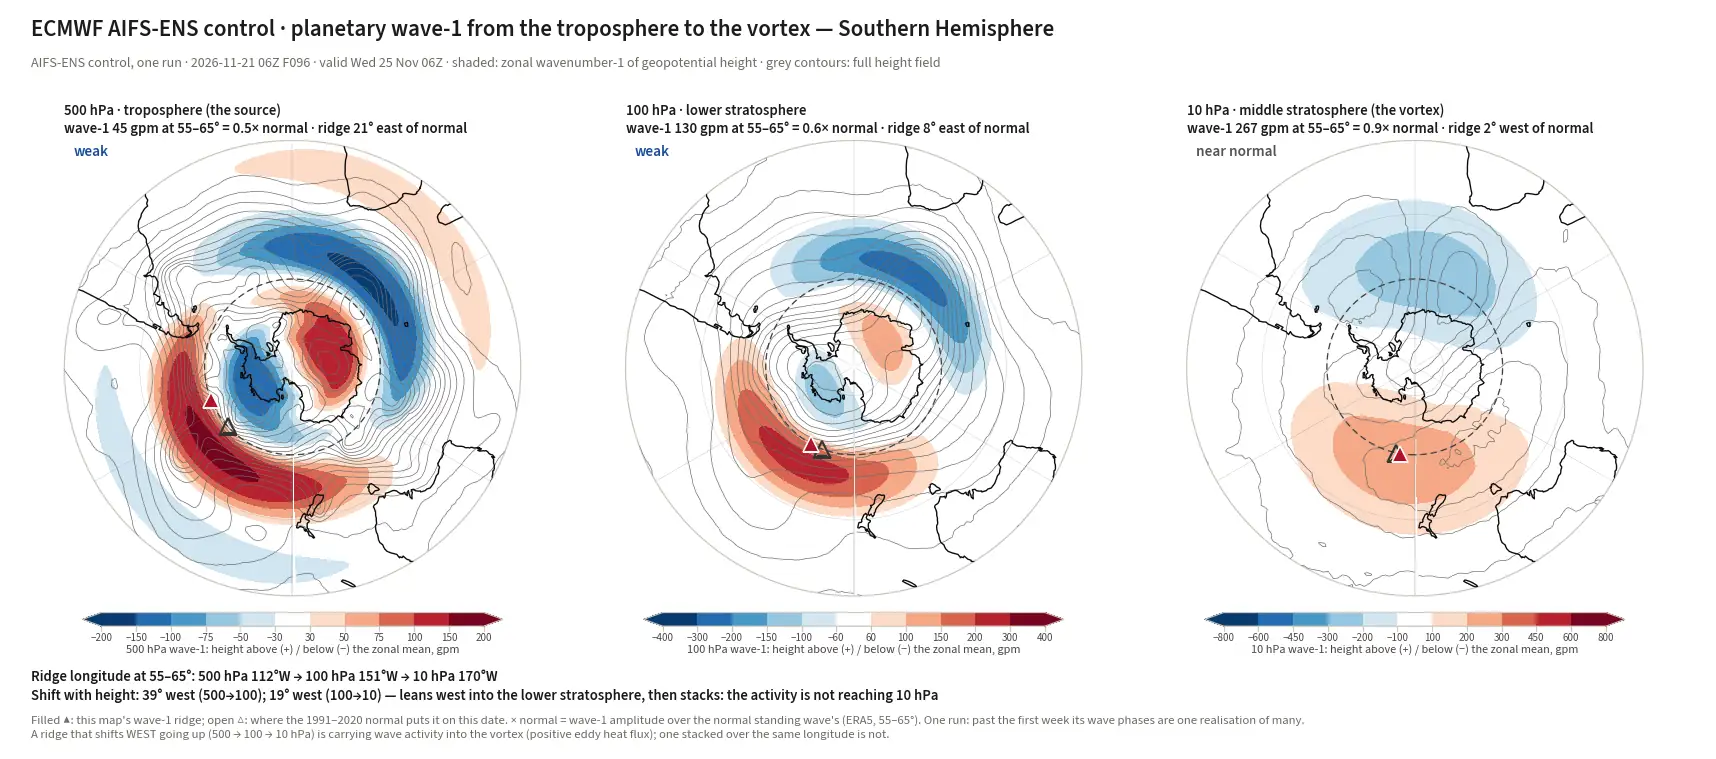 ECMWF AIFS-ENS control · planetary wave-1 from the troposphere to the vortex — Southern Hemisphere
AIFS-ENS control, one run · 2026-11-21 06Z F096 · valid Wed 25 Nov 06Z · shaded: zonal wavenumber-1 of geopotential height · grey contours: full height field
500 hPa · troposphere (the source)
wave-1 45 gpm at 55–65° = 0.5× normal · ridge 21° east of normal
weak
100 hPa · lower stratosphere
wave-1 130 gpm at 55–65° = 0.6× normal · ridge 8° east of normal
weak
10 hPa · middle stratosphere (the vortex)
wave-1 267 gpm at 55–65° = 0.9× normal · ridge 2° west of normal
near normal
−200 −150 −100 −75 −50 −30 30 50 75 100 150 200
500 hPa wave-1: height above (+) / below (−) the zonal mean, gpm
−400 −300 −200 −150 −100 −60 60 100 150 200 300 400
100 hPa wave-1: height above (+) / below (−) the zonal mean, gpm
−800 −600 −450 −300 −200 −100 100 200 300 450 600 800
10 hPa wave-1: height above (+) / below (−) the zonal mean, gpm
Ridge longitude at 55–65°: 500 hPa 112°W → 100 hPa 151°W → 10 hPa 170°W
Shift with height: 39° west (500→100); 19° west (100→10) — leans west into the lower stratosphere, then stacks: the activity is not reaching 10 hPa
Filled ▲: this map's wave-1 ridge; open △: where the 1991–2020 normal puts it on this date. × normal = wave-1 amplitude over the normal standing wave's (ERA5, 55–65°). One run: past the first week its wave phases are one realisation of many.
A ridge that shifts WEST going up (500 → 100 → 10 hPa) is carrying wave activity into the vortex (positive eddy heat flux); one stacked over the same longitude is not.